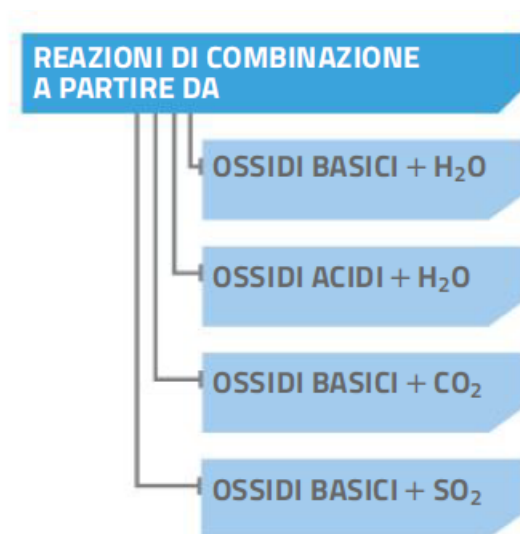 REAZIONI DI COMBINAZIONE
A PARTIRE DA
OSSIDI BASICI + H₂O
OSSIDI ACIDI + H₂O
OSSIDI BASICI + CO₂
OSSIDI BASICI + SO₂